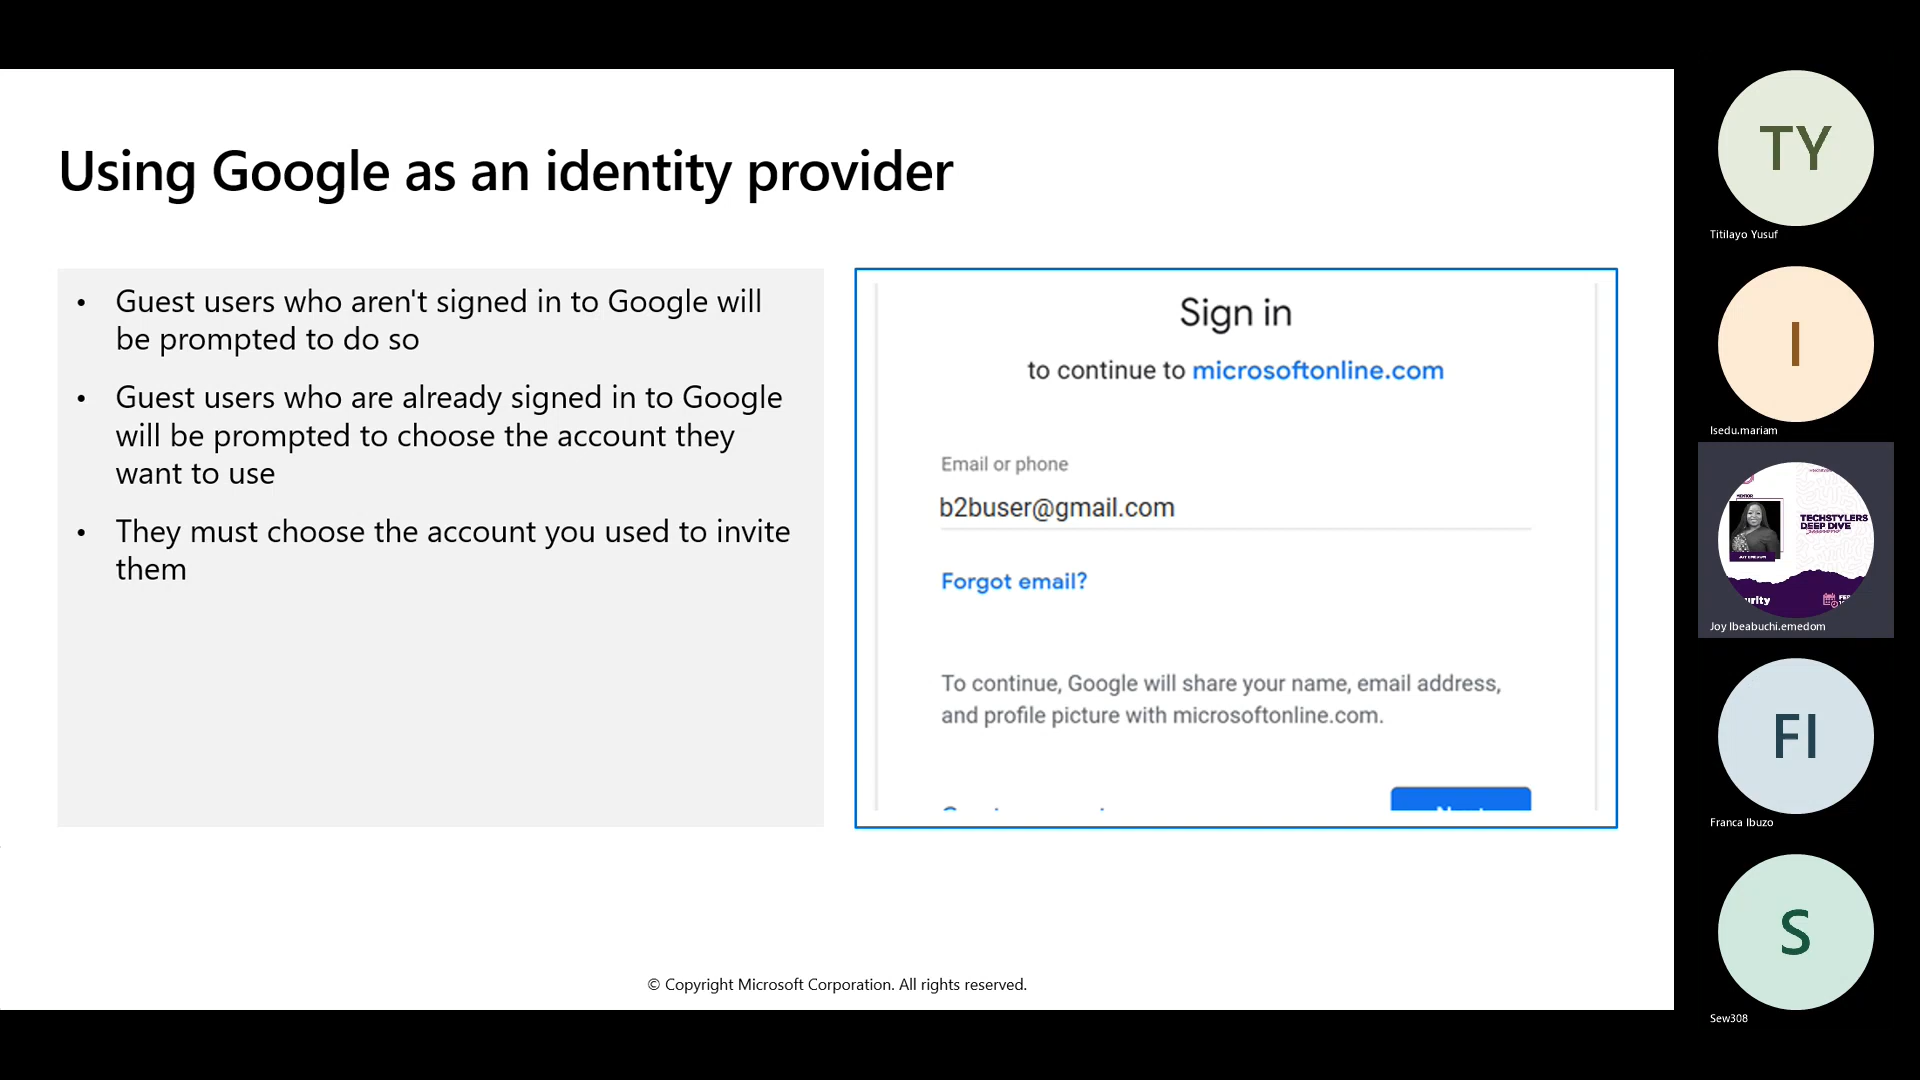 Using Google as an identity provider
• Guest users who aren't signed in to Google will
be prompted to do so
• Guest users who are already signed in to Google
will be prompted to choose the account they
want to use
• They must choose the account you used to invite
them
Sign in
to continue to microsoftonline.com
Email or phone
b2buser@gmail.com
Forgot email?
To continue, Google will share your name, email address,
and profile picture with microsoftonline.com.
© Copyright Microsoft Corporation. All rights reserved.
TY
Titilayo Yusuf
I
Isedu.mariam
MENTOR
TECHSTYLERS
DEEP DIVE
JOY EMEDOM
Joy Ibeabuchi.emedom
FI
Franca Ibuzo
S
Sew308